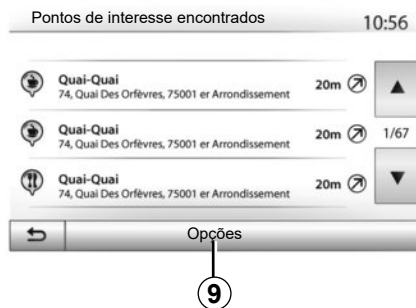 Pontos de interesse encontrados 10:56
Quai-Quai
74, Quai Des Orfèvres, 75001 er Arrondissement
20m
Quai-Quai
74, Quai Des Orfèvres, 75001 er Arrondissement
20m
1/67
Quai-Quai
74, Quai Des Orfèvres, 75001 er Arrondissement
20m
Opções
9